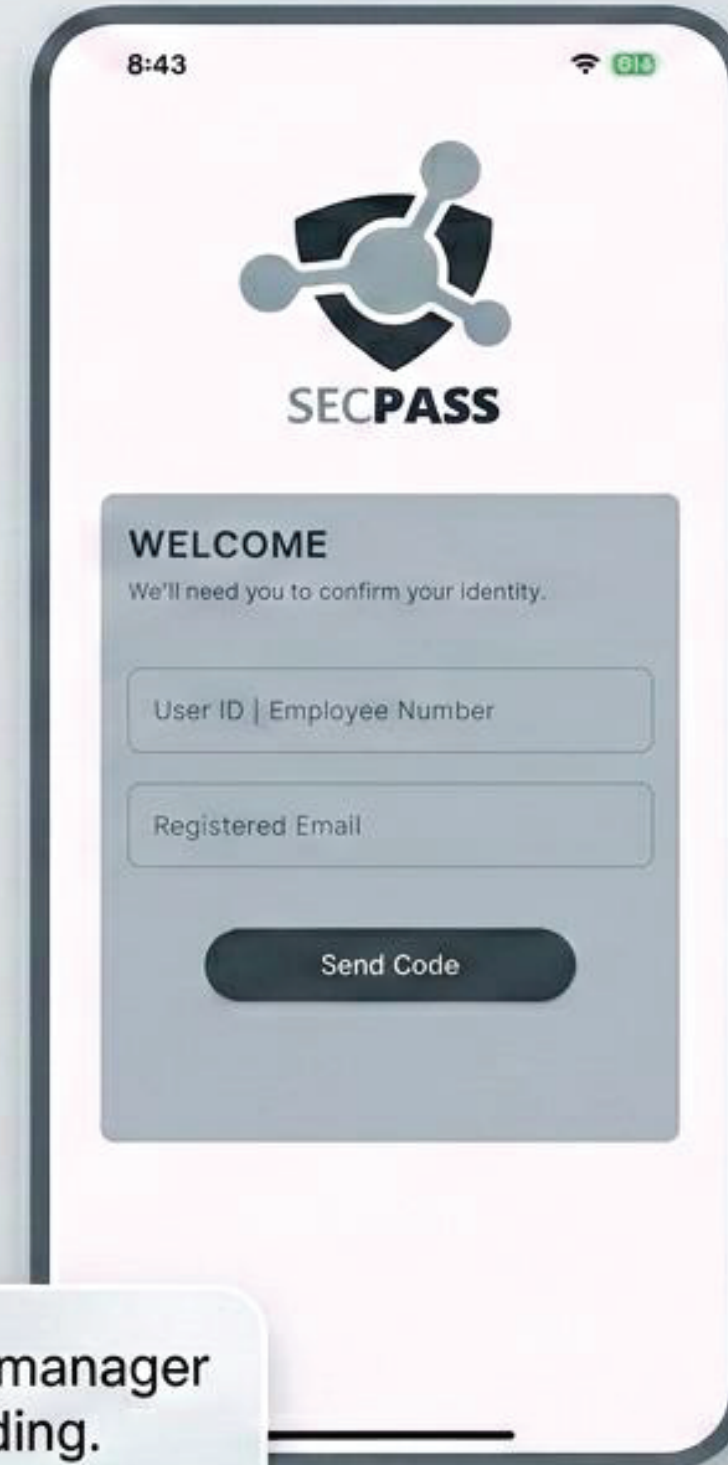 8:43
SECPASS
WELCOME
We'll need you to confirm your identity.
User ID | Employee Number
Registered Email
Send Code
manager
ding.